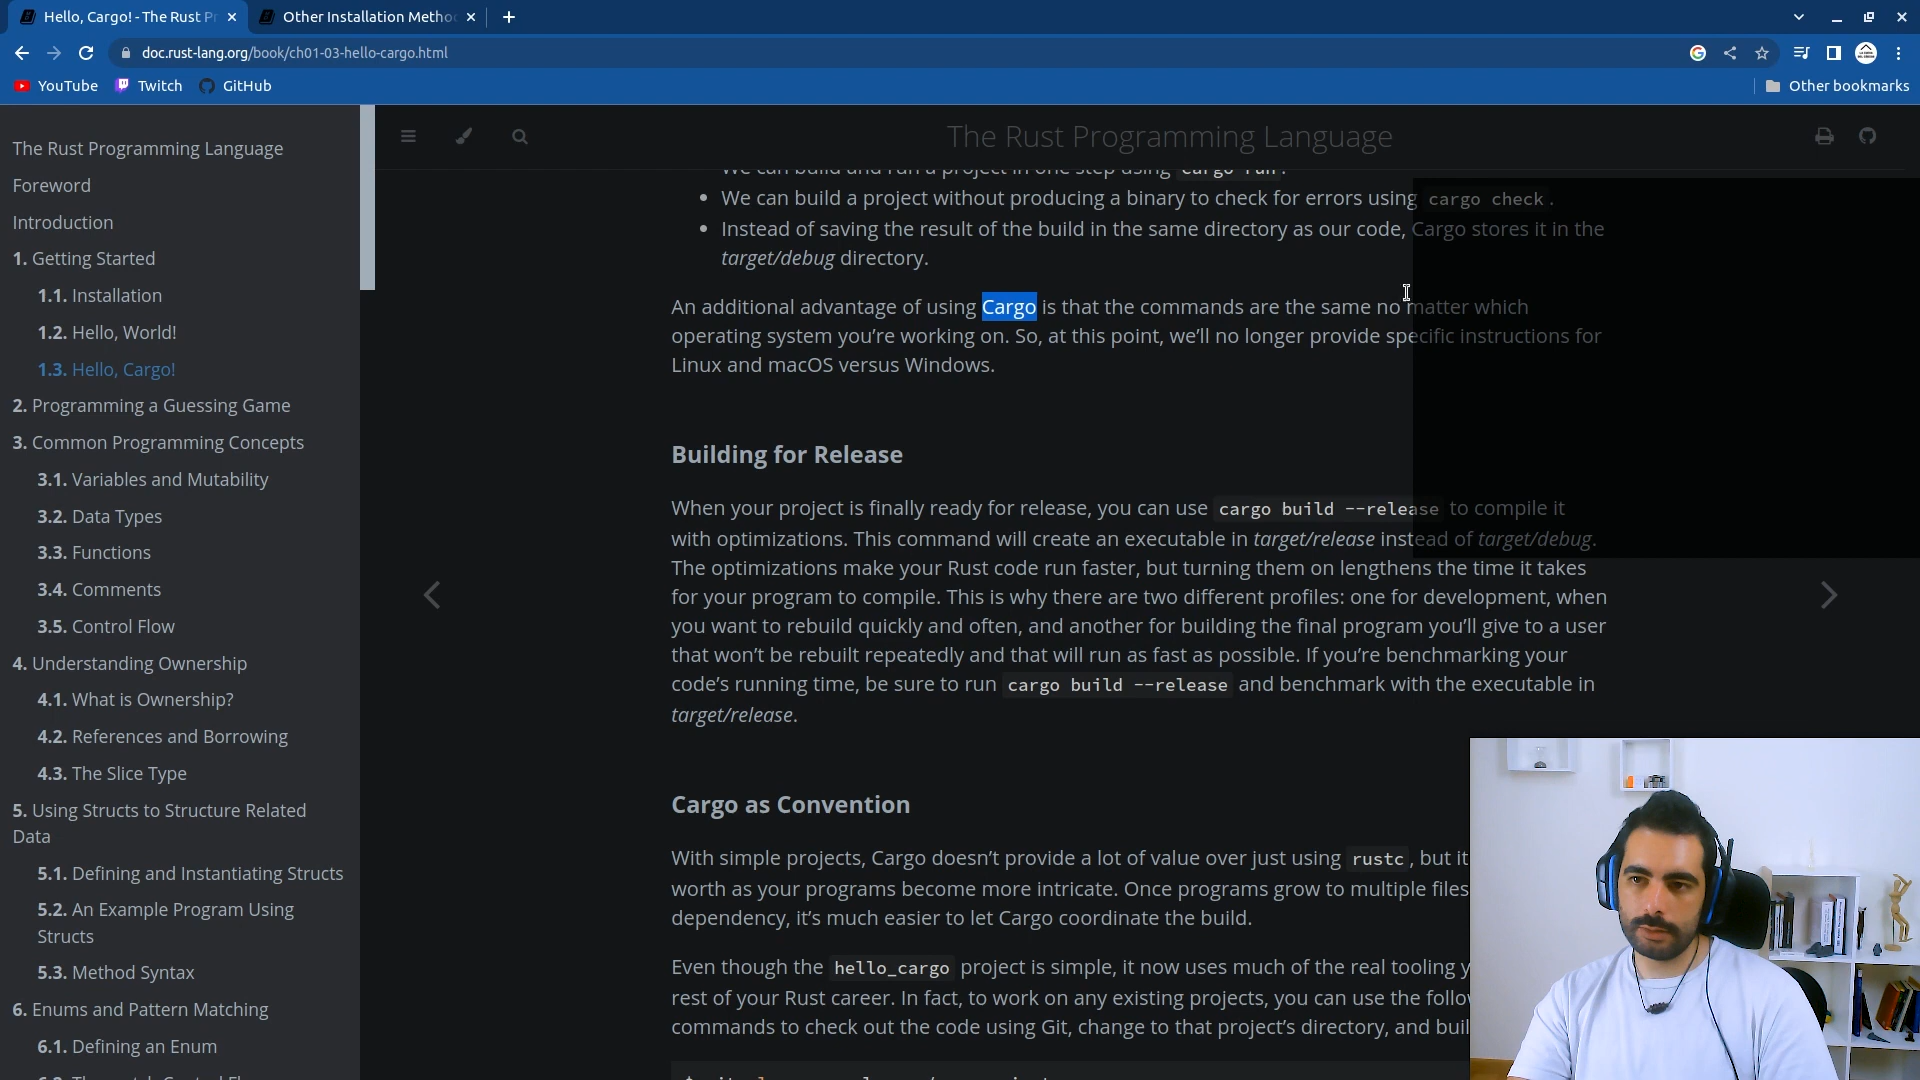 Hello, Cargo! - The Rust Pr
Other Installation Metho
doc.rust-lang.org/book/ch01-03-hello-cargo.html
YouTube
Twitch
GitHub
Other bookmarks
The Rust Programming Language
Foreword
Introduction
1. Getting Started
1.1. Installation
1.2. Hello, World!
1.3. Hello, Cargo!
2. Programming a Guessing Game
3. Common Programming Concepts
3.1. Variables and Mutability
3.2. Data Types
3.3. Functions
3.4. Comments
3.5. Control Flow
4. Understanding Ownership
4.1. What is Ownership?
4.2. References and Borrowing
4.3. The Slice Type
5. Using Structs to Structure Related
Data
5.1. Defining and Instantiating Structs
5.2. An Example Program Using
Structs
5.3. Method Syntax
6. Enums and Pattern Matching
6.1. Defining an Enum
The Rust Programming Language
We can build and run a project in one step using cargo run.
• We can build a project without producing a binary to check for errors using cargo check.
• Instead of saving the result of the build in the same directory as our code, Cargo stores it in the
target/debug directory.
An additional advantage of using Cargo is that the commands are the same no matter which
operating system you’re working on. So, at this point, we’ll no longer provide specific instructions for
Linux and macOS versus Windows.
Building for Release
When your project is finally ready for release, you can use cargo build --release to compile it
with optimizations. This command will create an executable in target/release instead of target/debug.
The optimizations make your Rust code run faster, but turning them on lengthens the time it takes
for your program to compile. This is why there are two different profiles: one for development, when
you want to rebuild quickly and often, and another for building the final program you’ll give to a user
that won’t be rebuilt repeatedly and that will run as fast as possible. If you’re benchmarking your
code’s running time, be sure to run cargo build --release and benchmark with the executable in
target/release.
Cargo as Convention
With simple projects, Cargo doesn’t provide a lot of value over just using rustc, but it
worth as your programs become more intricate. Once programs grow to multiple files
dependency, it’s much easier to let Cargo coordinate the build.
Even though the hello_cargo project is simple, it now uses much of the real tooling y
rest of your Rust career. In fact, to work on any existing projects, you can use the follo
commands to check out the code using Git, change to that project’s directory, and buil